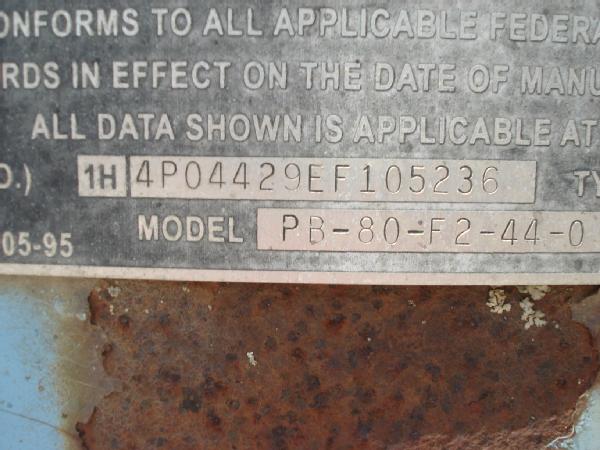 ONFORMS TO ALL APPLICABLE FEDERA
RDS IN EFFECT ON THE DATE OF MANU
ALL DATA SHOWN IS APPLICABLE AT
O.) 1H 4P04429EF105236 TY
05-95 MODEL PB-80-F2-44-0